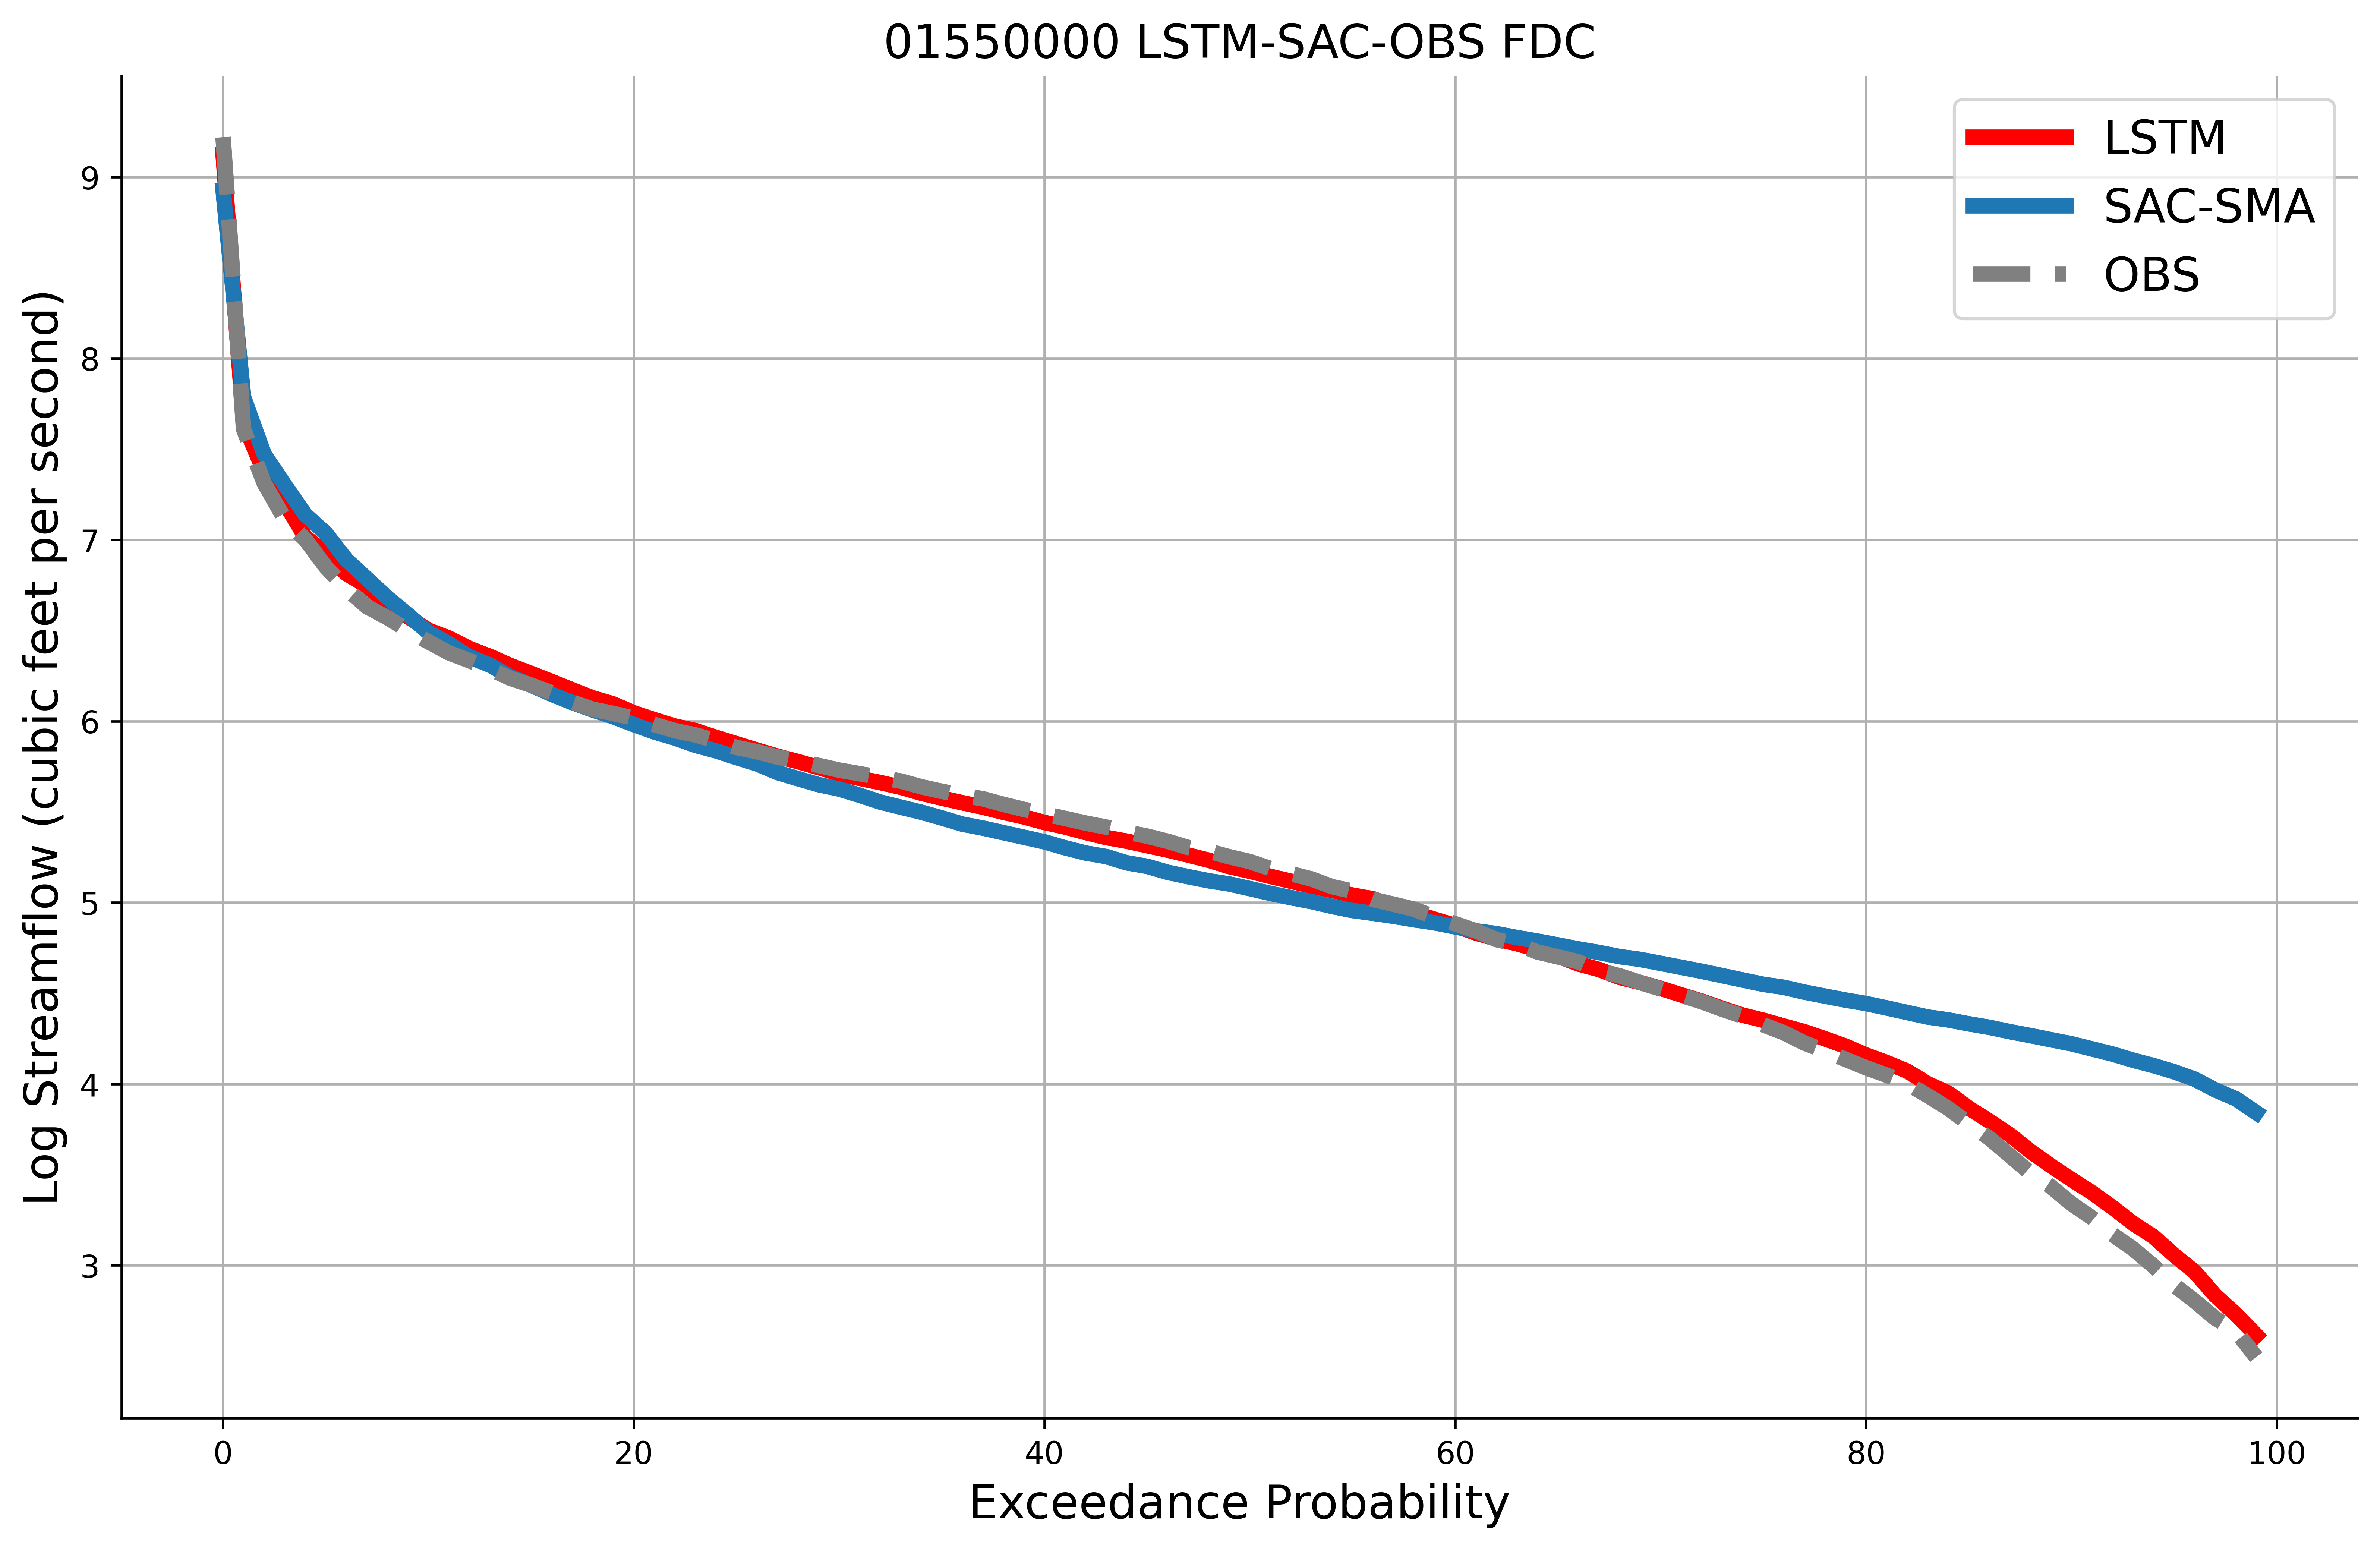 01550000 LSTM-SAC-OBS FDC
LSTM
SAC-SMA
OBS
Log Streamflow (cubic feet per second)
9
8
7
6
5
4
3
0
20
40
60
80
100
Exceedance Probability